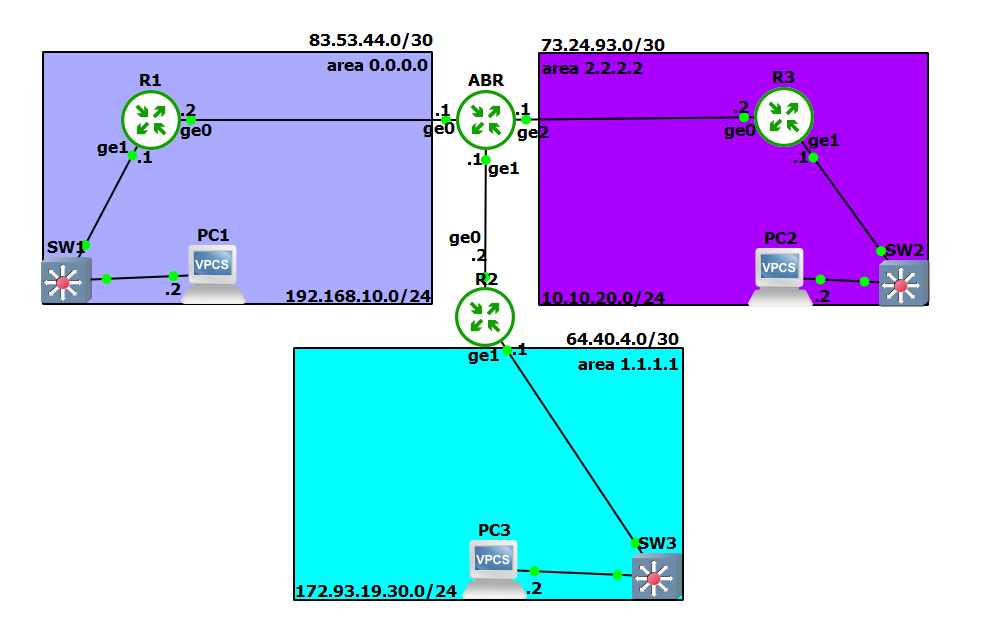 83.53.44.0/30
73.24.93.0/30
area 0.0.0.0
area 2.2.2.2
R1
ABR
R3
.2
ge0
.1
ge0
.1
ge2
.2
ge0
ge1
.1
.1
ge1
ge1
.1
SW1
PC1
VPCS
.2
ge0
.2
R2
PC2
VPCS
.2
SW2
192.168.10.0/24
10.10.20.0/24
ge1
.1
64.40.4.0/30
area 1.1.1.1
PC3
VPCS
.2
SW3
172.93.19.30.0/24